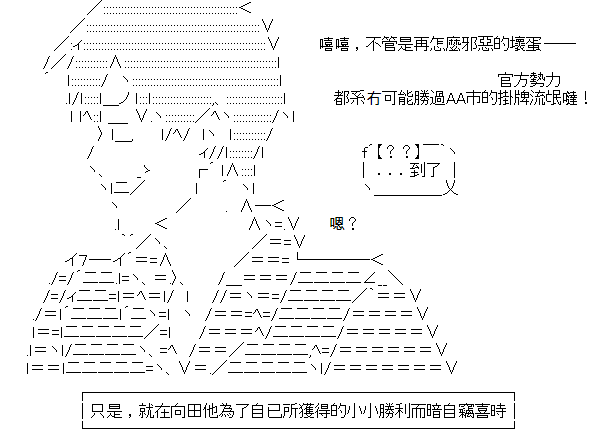 嘻嘻，不管是再怎麼邪惡的壞蛋——
官方勢力
都系冇可能勝過AA市的掛牌流氓噠！
【？？】
...到了
嗯？
只是，就在向田他為了自已所獲得的小小勝利而暗自竊喜時